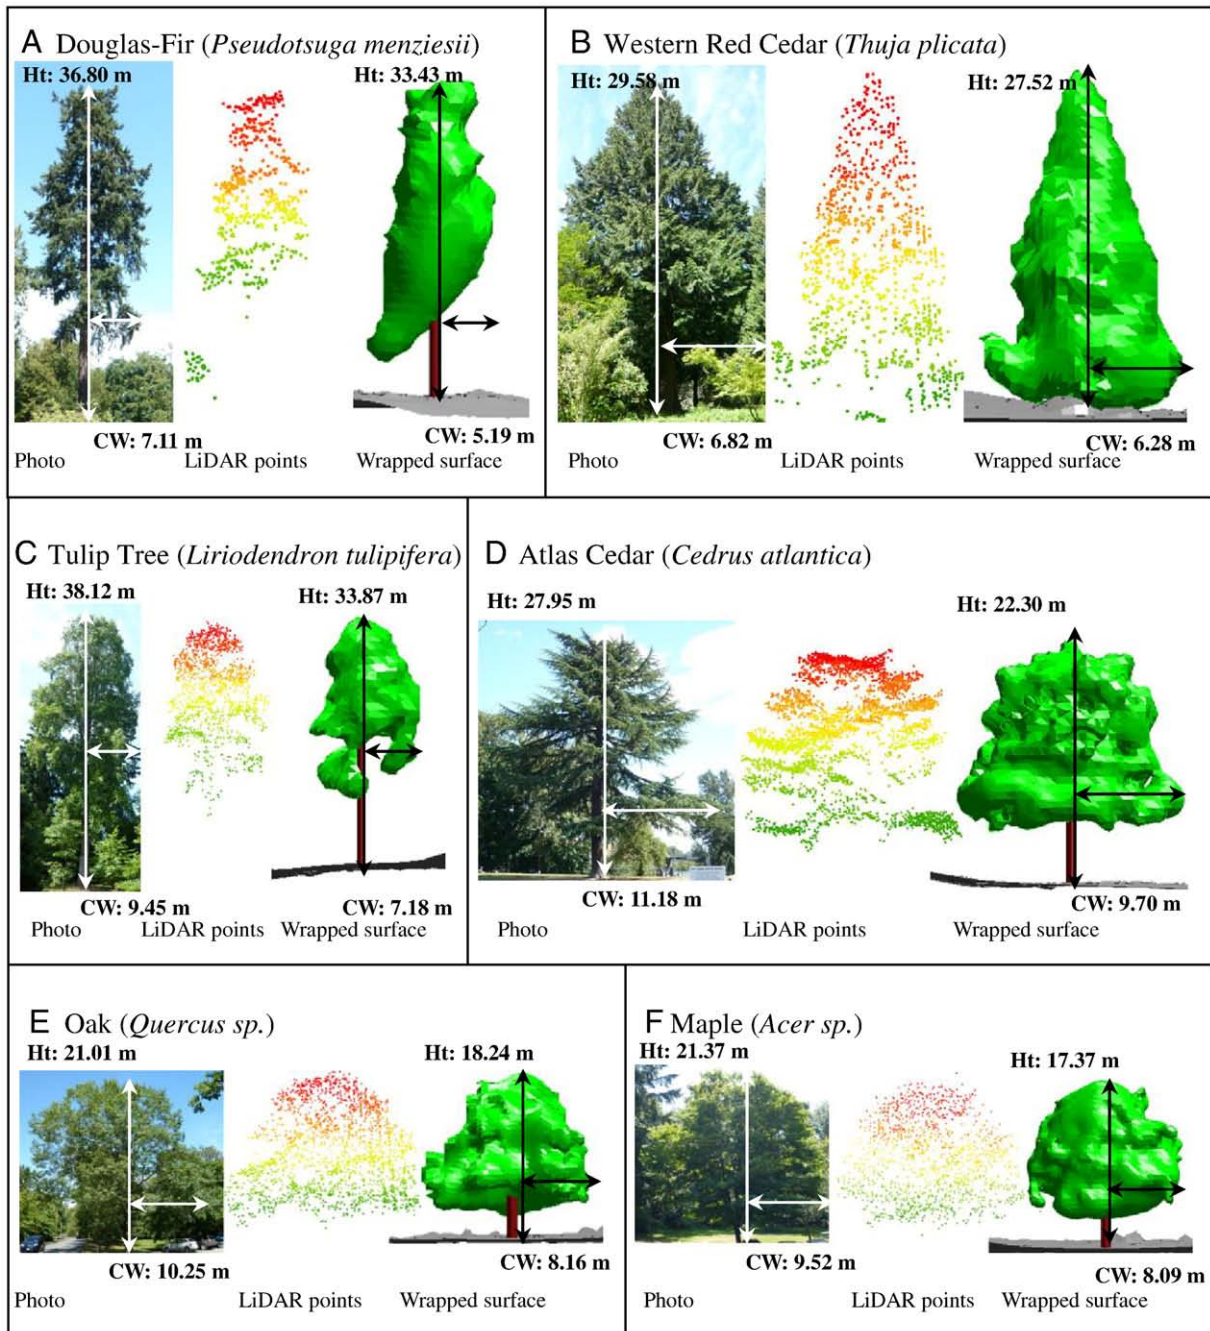 A Douglas-Fir (Pseudotsuga menziesii)
Ht: 36.80 m
Ht: 33.43 m
CW: 7.11 m
CW: 5.19 m
Photo
LiDAR points
Wrapped surface
B Western Red Cedar (Thuja plicata)
Ht: 29.58 m
Ht: 27.52 m
CW: 6.82 m
CW: 6.28 m
Photo
LiDAR points
Wrapped surface
C Tulip Tree (Liriodendron tulipifera)
Ht: 38.12 m
Ht: 33.87 m
CW: 9.45 m
CW: 7.18 m
Photo
LiDAR points
Wrapped surface
D Atlas Cedar (Cedrus atlantica)
Ht: 27.95 m
Ht: 22.30 m
CW: 11.18 m
CW: 9.70 m
Photo
LiDAR points
Wrapped surface
E Oak (Quercus sp.)
Ht: 21.01 m
Ht: 18.24 m
CW: 10.25 m
CW: 8.16 m
Photo
LiDAR points
Wrapped surface
F Maple (Acer sp.)
Ht: 21.37 m
Ht: 17.37 m
CW: 9.52 m
CW: 8.09 m
Photo
LiDAR points
Wrapped surface